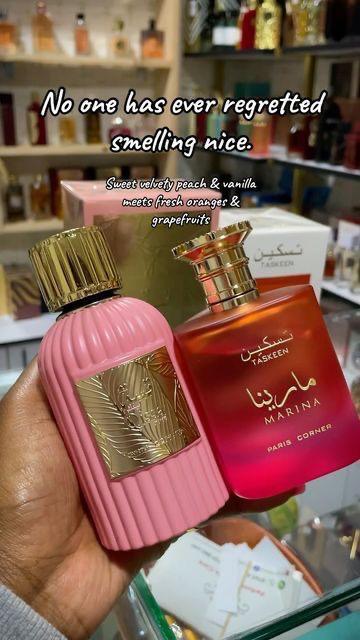 No one has ever regretted
smelling nice.
Sweet velvety peach & vanilla
meets fresh oranges &
grapefruits
تسكين
TASKEEN
تسكين
TASKEEN
مارينا
MARINA
PARIS CORNER